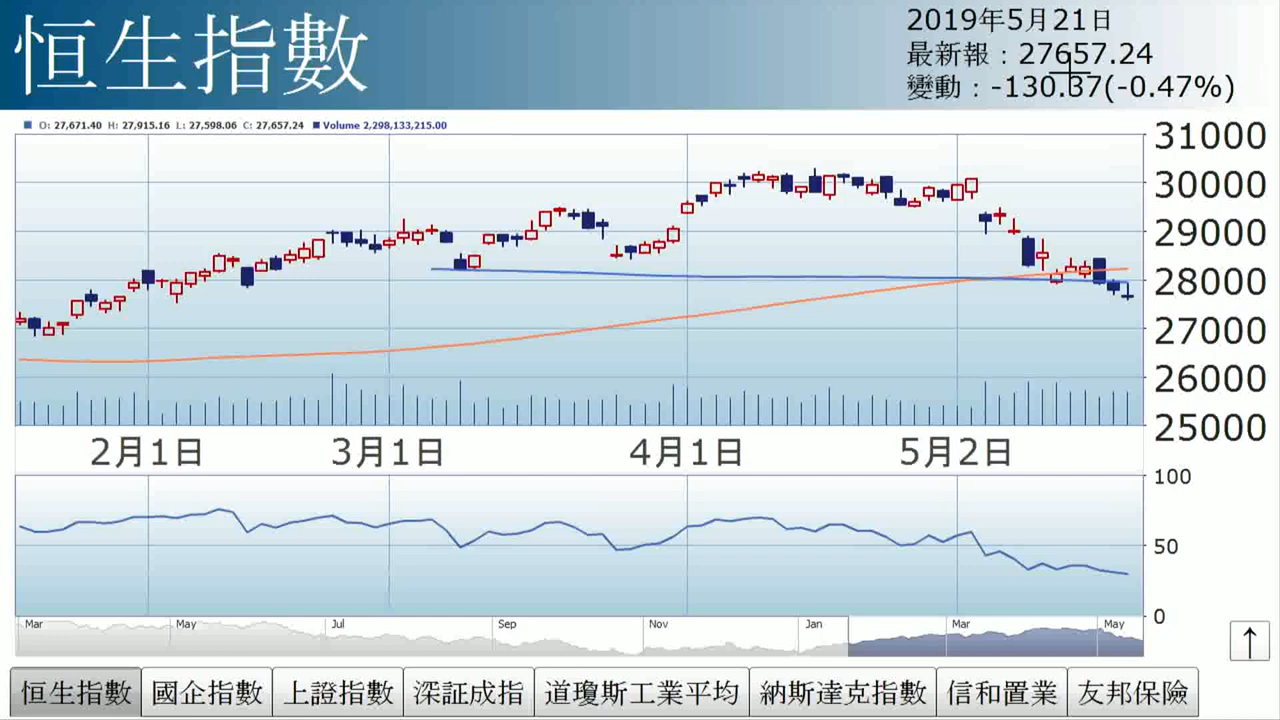 恒生指數
2019年5月21日
最新報：27657.24
變動：-130.37(-0.47%)
O: 27,671.40 H: 27,915.16 L: 27,598.06 C: 27,657.24 Volume 2,298,133,215.00
31000
30000
29000
28000
27000
26000
25000
2月1日 3月1日 4月1日 5月2日
100
50
0
Mar May Jul Sep Nov Jan Mar May
↑
恒生指數 國企指數 上證指數 深証成指 道瓊斯工業平均 納斯達克指數 信和置業 友邦保險